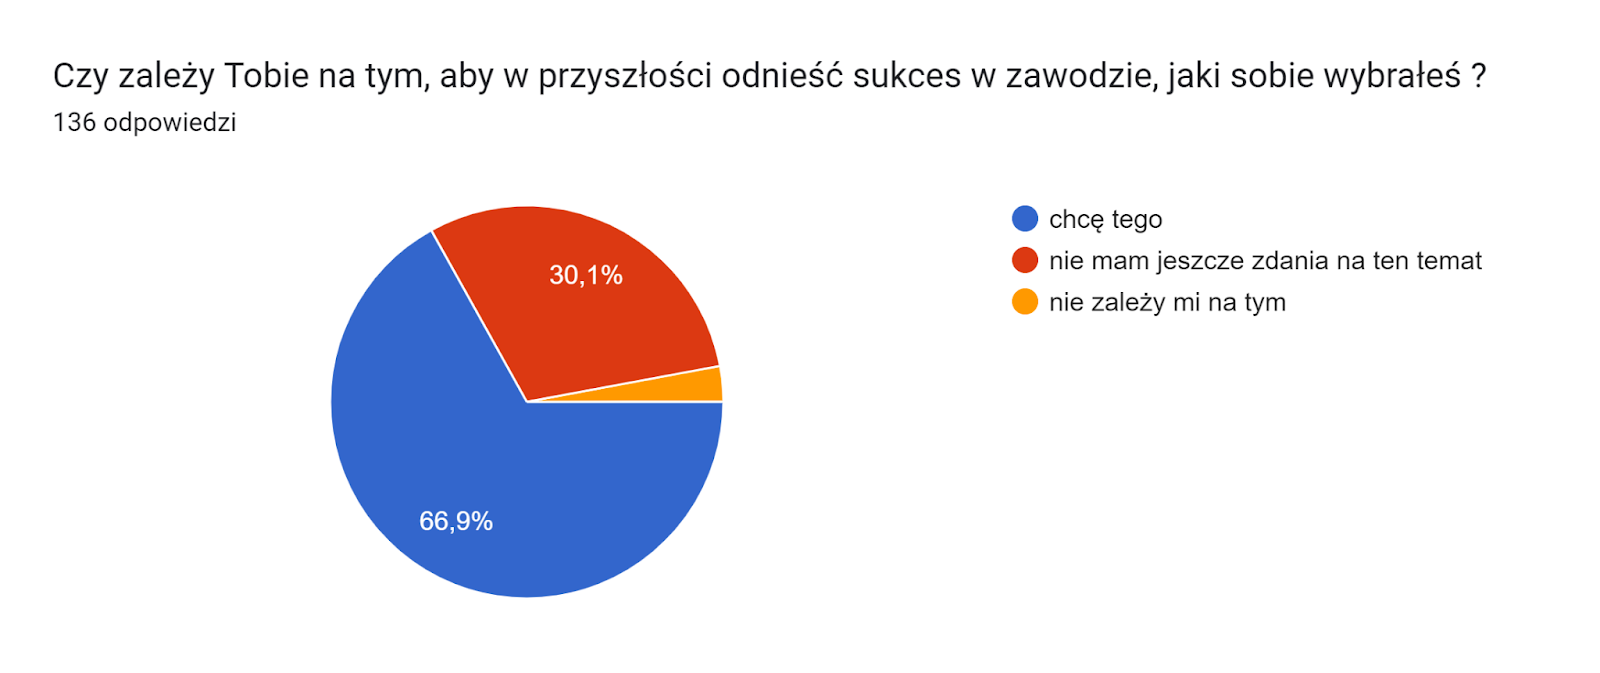 Czy zależy Tobie na tym, aby w przyszłości odnieść sukces w zawodzie, jaki sobie wybrałeś ?
136 odpowiedzi
chcę tego
nie mam jeszcze zdania na ten temat
nie zależy mi na tym
30,1%
66,9%